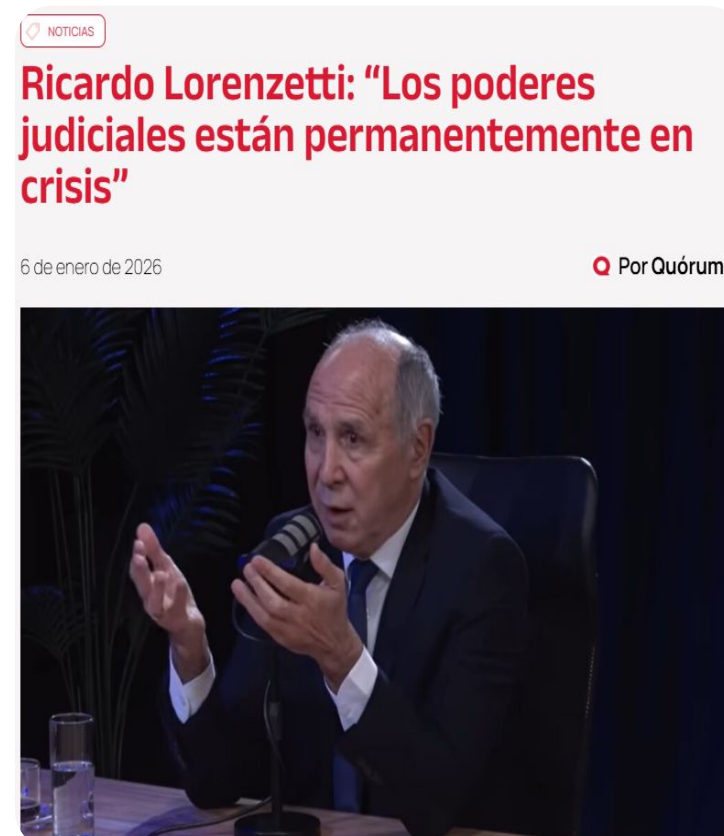 NOTICIAS
Ricardo Lorenzetti: “Los poderes
judiciales están permanentemente en
crisis”
6 de enero de 2026
Por Quórum